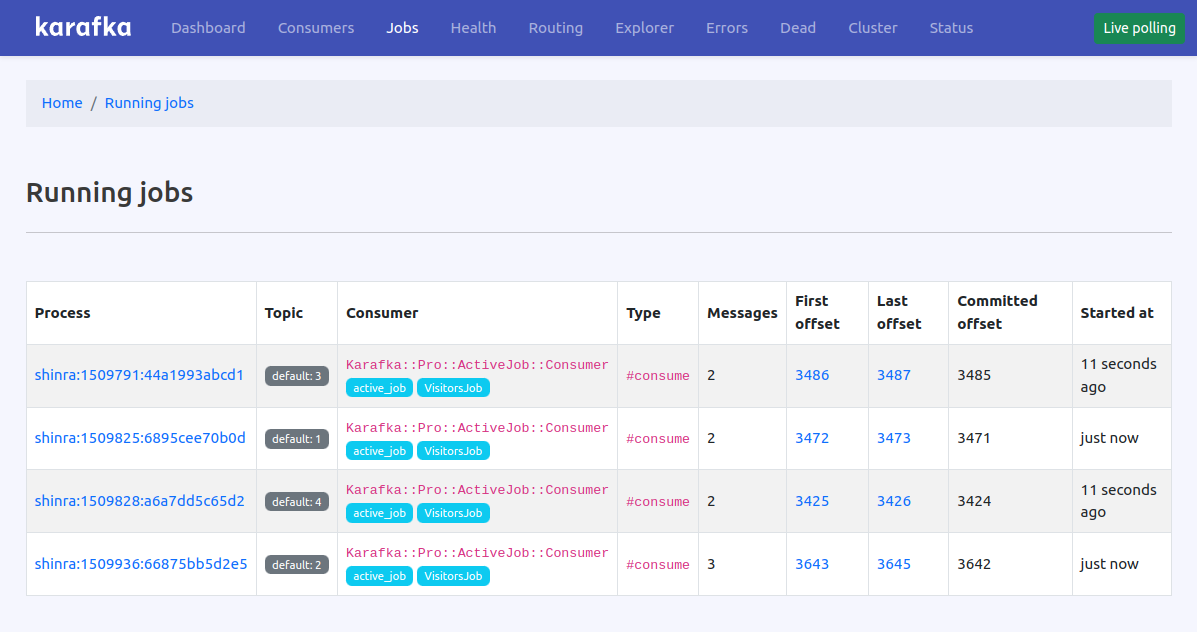 karafka Dashboard Consumers Jobs Health Routing Explorer Errors Dead Cluster Status Live polling
Home / Running jobs
Running jobs
Process Topic Consumer Type Messages First offset Last offset Committed offset Started at
shinra:1509791:44a1993abcd1 default: 3 Karafka::Pro::ActiveJob::Consumer active_job VisitorsJob #consume 2 3486 3487 3485 11 seconds ago
shinra:1509825:6895cee70b0d default: 1 Karafka::Pro::ActiveJob::Consumer active_job VisitorsJob #consume 2 3472 3473 3471 just now
shinra:1509828:a6a7dd5c65d2 default: 4 Karafka::Pro::ActiveJob::Consumer active_job VisitorsJob #consume 2 3425 3426 3424 11 seconds ago
shinra:1509936:66875bb5d2e5 default: 2 Karafka::Pro::ActiveJob::Consumer active_job VisitorsJob #consume 3 3643 3645 3642 just now